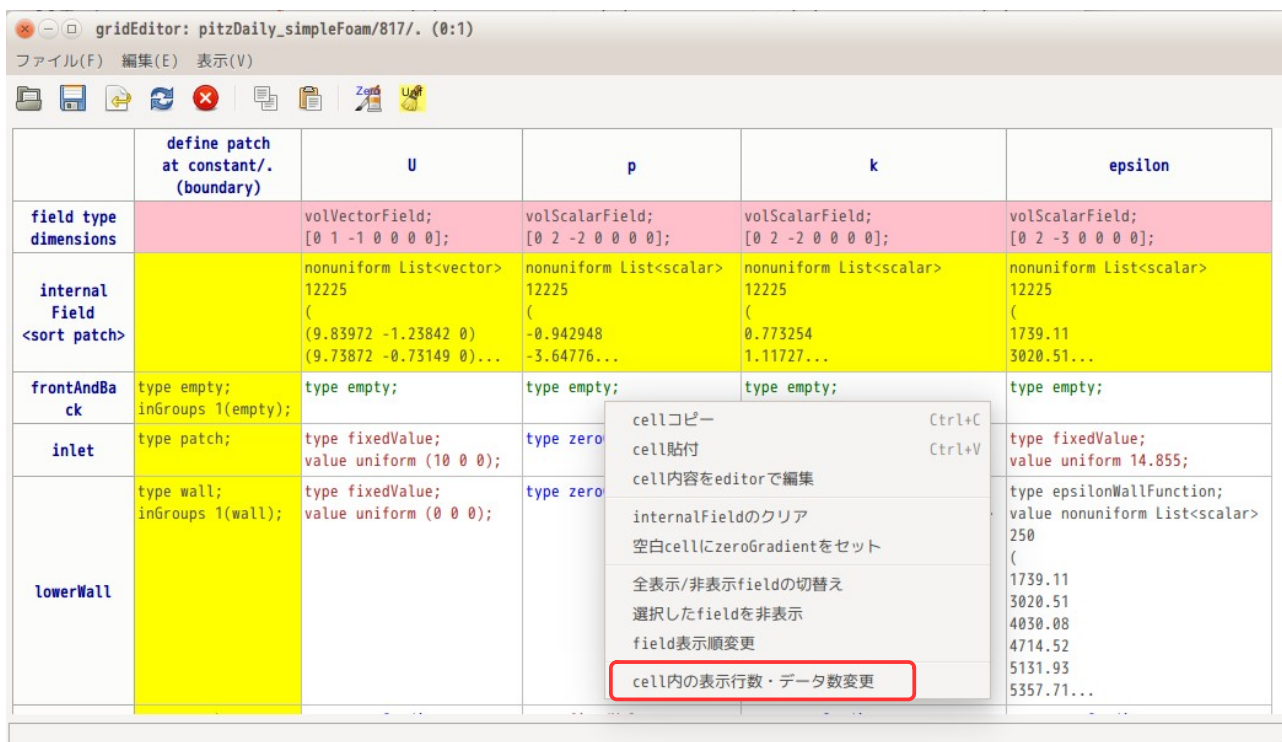 gridEditor: pitzDaily_simpleFoam/817/. (0:1)
ファイル(F) 編集(E) 表示(V)
Zero
define patch
at constant/.
(boundary)
U
p
k
epsilon
field type
dimensions
volVectorField;
[0 1 -1 0 0 0 0];
volScalarField;
[0 2 -2 0 0 0 0];
volScalarField;
[0 2 -2 0 0 0 0];
volScalarField;
[0 2 -3 0 0 0 0];
internal
Field
<sort patch>
nonuniform List<vector>
12225
(
(9.83972 -1.23842 0)
(9.73872 -0.73149 0)...
nonuniform List<scalar>
12225
(
-0.942948
-3.64776...
nonuniform List<scalar>
12225
(
0.773254
1.11727...
nonuniform List<scalar>
12225
(
1739.11
3020.51...
frontAndBa
ck
type empty;
inGroups 1(empty);
type empty;
type empty;
type empty;
type empty;
inlet
type patch;
type fixedValue;
value uniform (10 0 0);
type zero
type fixedValue;
value uniform 14.855;
lowerWall
type wall;
inGroups 1(wall);
type fixedValue;
value uniform (0 0 0);
type zero
type epsilonWallFunction;
value nonuniform List<scalar>
250
(
1739.11
3020.51
4030.08
4714.52
5131.93
5357.71...
cellコピー Ctrl+C
cell貼付 Ctrl+V
cell内容をeditorで編集
internalFieldのクリア
空白cellにzeroGradientをセット
全表示/非表示fieldの切替え
選択したfieldを非表示
field表示順変更
cell内の表示行数・データ数変更